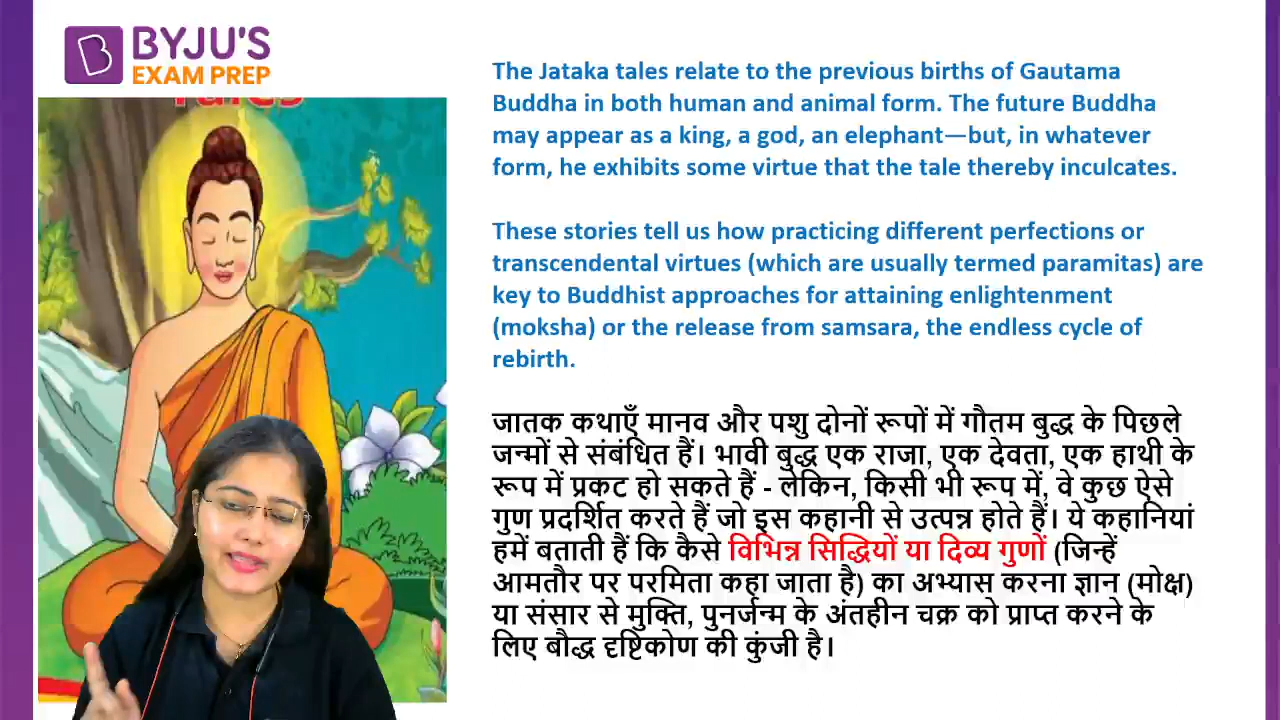 BYJU'S
EXAM PREP
Tales
The Jataka tales relate to the previous births of Gautama
Buddha in both human and animal form. The future Buddha
may appear as a king, a god, an elephant—but, in whatever
form, he exhibits some virtue that the tale thereby inculcates.
These stories tell us how practicing different perfections or
transcendental virtues (which are usually termed paramitas) are
key to Buddhist approaches for attaining enlightenment
(moksha) or the release from samsara, the endless cycle of
rebirth.
जातक कथाएँ मानव और पशु दोनों रूपों में गौतम बुद्ध के पिछले
जन्मों से संबंधित हैं। भावी बुद्ध एक राजा, एक देवता, एक हाथी के
रूप में प्रकट हो सकते हैं - लेकिन, किसी भी रूप में, वे कुछ ऐसे
गुण प्रदर्शित करते हैं जो इस कहानी से उत्पन्न होते हैं। ये कहानियां
हमें बताती हैं कि कैसे विभिन्न सिद्धियों या दिव्य गुणों (जिन्हें
आमतौर पर परमिता कहा जाता है) का अभ्यास करना ज्ञान (मोक्ष)
या संसार से मुक्ति, पुनर्जन्म के अंतहीन चक्र को प्राप्त करने के
लिए बौद्ध दृष्टिकोण की कुंजी है।